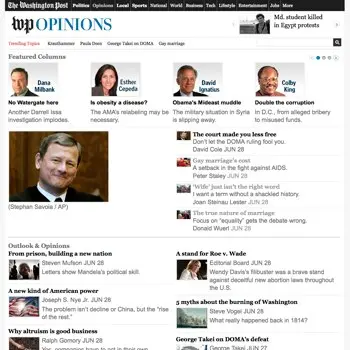 The Washington Post
Politics Opinions Local Sports National World Business Tech Lifestyle Entertainment Jobs More
wp OPINIONS
Md. student killed
in Egypt protests
Trending Topics Krauthammer Paula Deen George Takei on DOMA Gay marriage
Featured Columns
Dana
Milbank
Esther
Cepeda
David
Ignatius
Colby
King
No Watergate here
Another Darrell Issa
investigation implodes.
Is obesity a disease?
The AMA's relabeling may be
necessary.
Obama's Mideast muddle
The military situation in Syria
is slipping away.
Double the corruption
In D.C., from alleged tribery
to misused funds.
(Stephan Savoia / AP)
The court made you less free
Don't let the DOMA ruling fool you.
David Cole JUN 28
Gay marriage's cost
A setback in the fight against AIDS.
Peter Staley JUN 28
'Wife' just isn't the right word
I want a term without a shackled history.
Joan Steinau Lester JUN 28
The true nature of marriage
Focus on "equality" gets the debate wrong.
Donald Wuerl JUN 28
Outlook & Opinions
From prison, building a new nation
Steven Mufson JUN 28
Letters show Mandela's political skill.
A new kind of American power
Joseph S. Nye Jr. JUN 28
The problem isn't decline or China, but the
"rise of the rest."
Why altruism is good business
Ralph Gomory JUN 28
Yes, companies have to act in their own
A stand for Roe v. Wade
Editorial Board JUN 28
Wendy Davis's filibuster was a brave stand
against deceitful new abortion laws throughout
the U.S.
5 myths about the burning of Washington
Steve Vogel JUN 28
What really happened back in 1814?
George Takei on DOMA's defeat